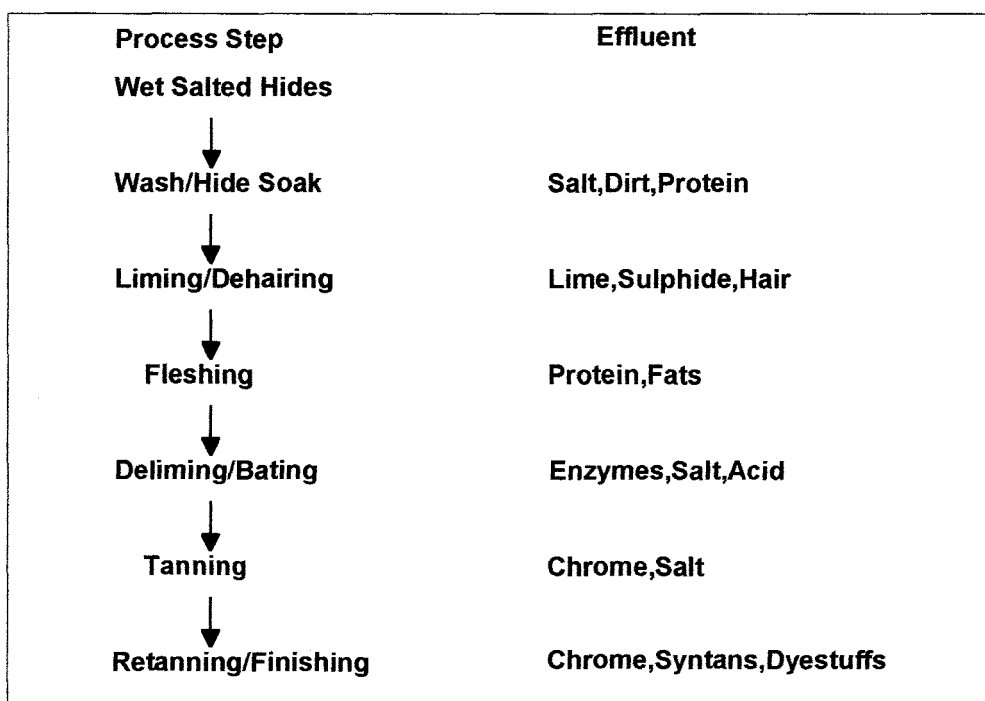 Process Step Effluent
Wet Salted Hides
Wash/Hide Soak Salt,Dirt,Protein
Liming/Dehairing Lime,Sulphide,Hair
Fleshing Protein,Fats
Deliming/Bating Enzymes,Salt,Acid
Tanning Chrome,Salt
Retanning/Finishing Chrome,Syntans,Dyestuffs